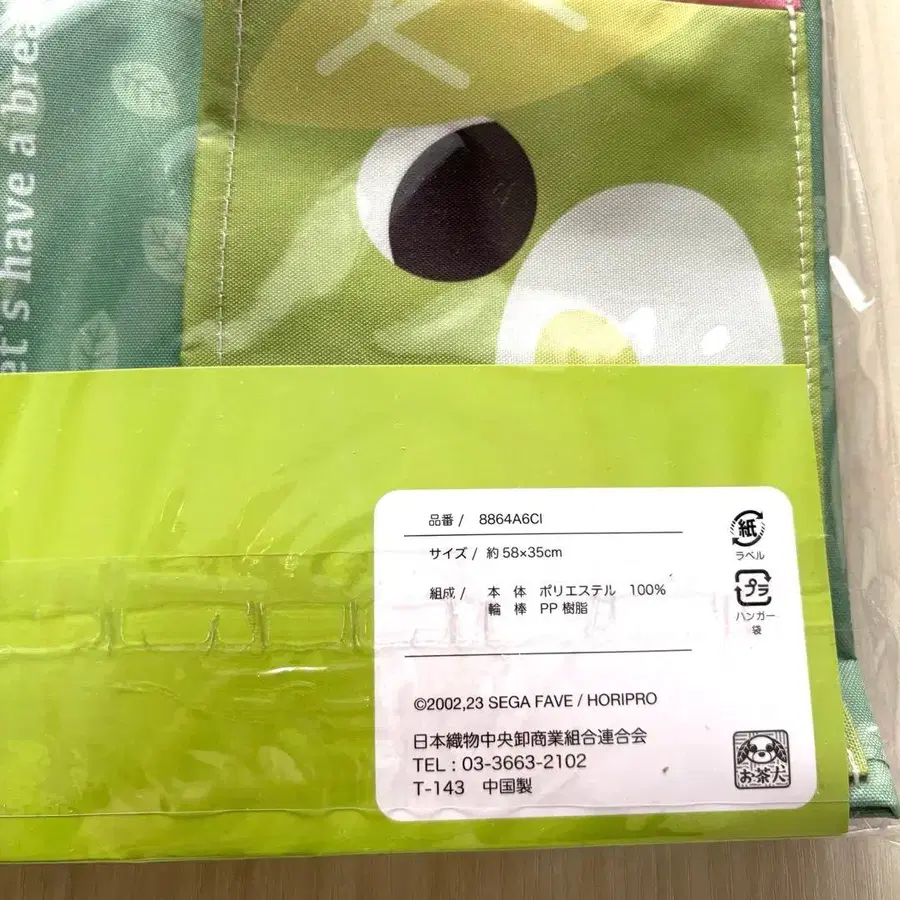 et's have a brea
品番 / 8864A6CI
サイズ / 約 58×35cm
組成 / 本 体 ポリエステル 100%
輪 棒 PP 樹脂
紙
ラベル
プラ
ハンガー
袋
©2002,23 SEGA FAVE / HORIPRO
日本織物中央卸商業組合連合会
TEL : 03-3663-2102
T-143 中国製
お茶犬